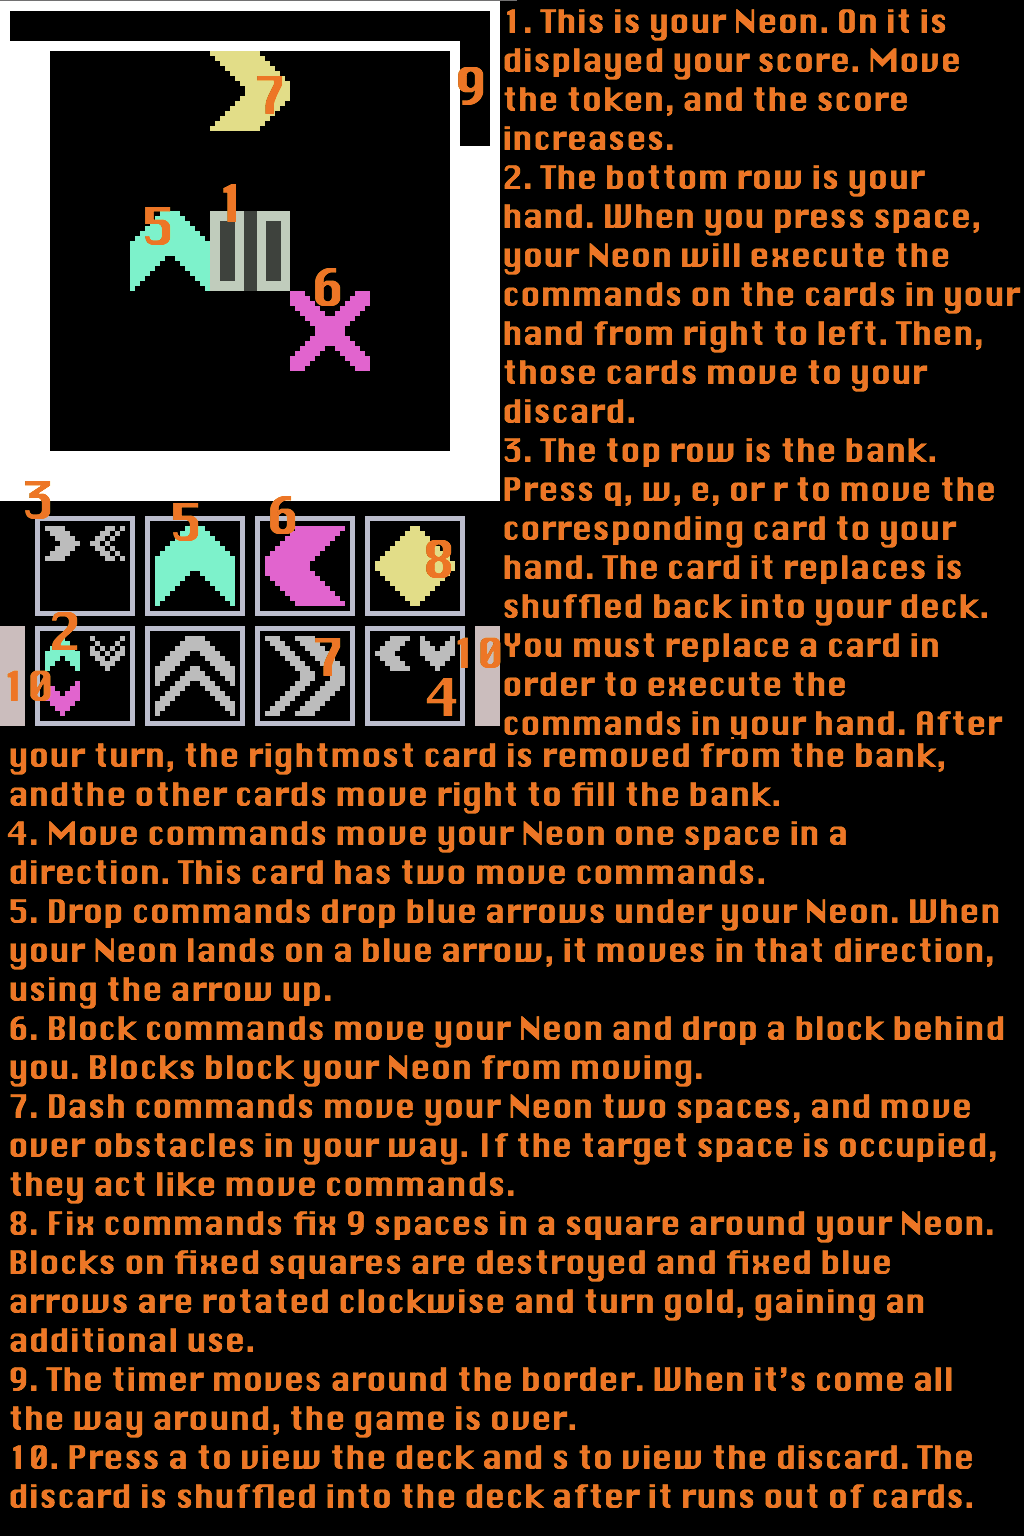 7
9
5
1
6
3
5
6
8
2
10
7
4
10
1. This is your Neon. On it is
displayed your score. Move
the token, and the score
increases.
2. The bottom row is your
hand. When you press space,
your Neon will execute the
commands on the cards in your
hand from right to left. Then,
those cards move to your
discard.
3. The top row is the bank.
Press q, w, e, or r to move the
corresponding card to your
hand. The card it replaces is
shuffled back into your deck.
You must replace a card in
order to execute the
commands in your hand. After
your turn, the rightmost card is removed from the bank,
andthe other cards move right to fill the bank.
4. Move commands move your Neon one space in a
direction. This card has two move commands.
5. Drop commands drop blue arrows under your Neon. When
your Neon lands on a blue arrow, it moves in that direction,
using the arrow up.
6. Block commands move your Neon and drop a block behind
you. Blocks block your Neon from moving.
7. Dash commands move your Neon two spaces, and move
over obstacles in your way. If the target space is occupied,
they act like move commands.
8. Fix commands fix 9 spaces in a square around your Neon.
Blocks on fixed squares are destroyed and fixed blue
arrows are rotated clockwise and turn gold, gaining an
additional use.
9. The timer moves around the border. When it's come all
the way around, the game is over.
10. Press a to view the deck and s to view the discard. The
discard is shuffled into the deck after it runs out of cards.